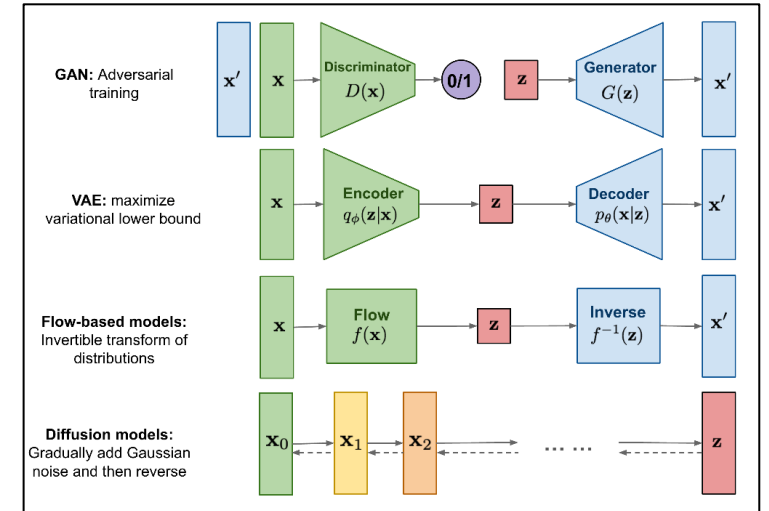 GAN: Adversarial
training
x′
x
Discriminator
D(x)
0/1
z
Generator
G(z)
x′
VAE: maximize
variational lower bound
x
Encoder
qϕ(z|x)
z
Decoder
pθ(x|z)
x′
Flow-based models:
Invertible transform of
distributions
x
Flow
f(x)
z
Inverse
f⁻¹(z)
x′
Diffusion models:
Gradually add Gaussian
noise and then reverse
x₀
x₁
x₂
... ...
z